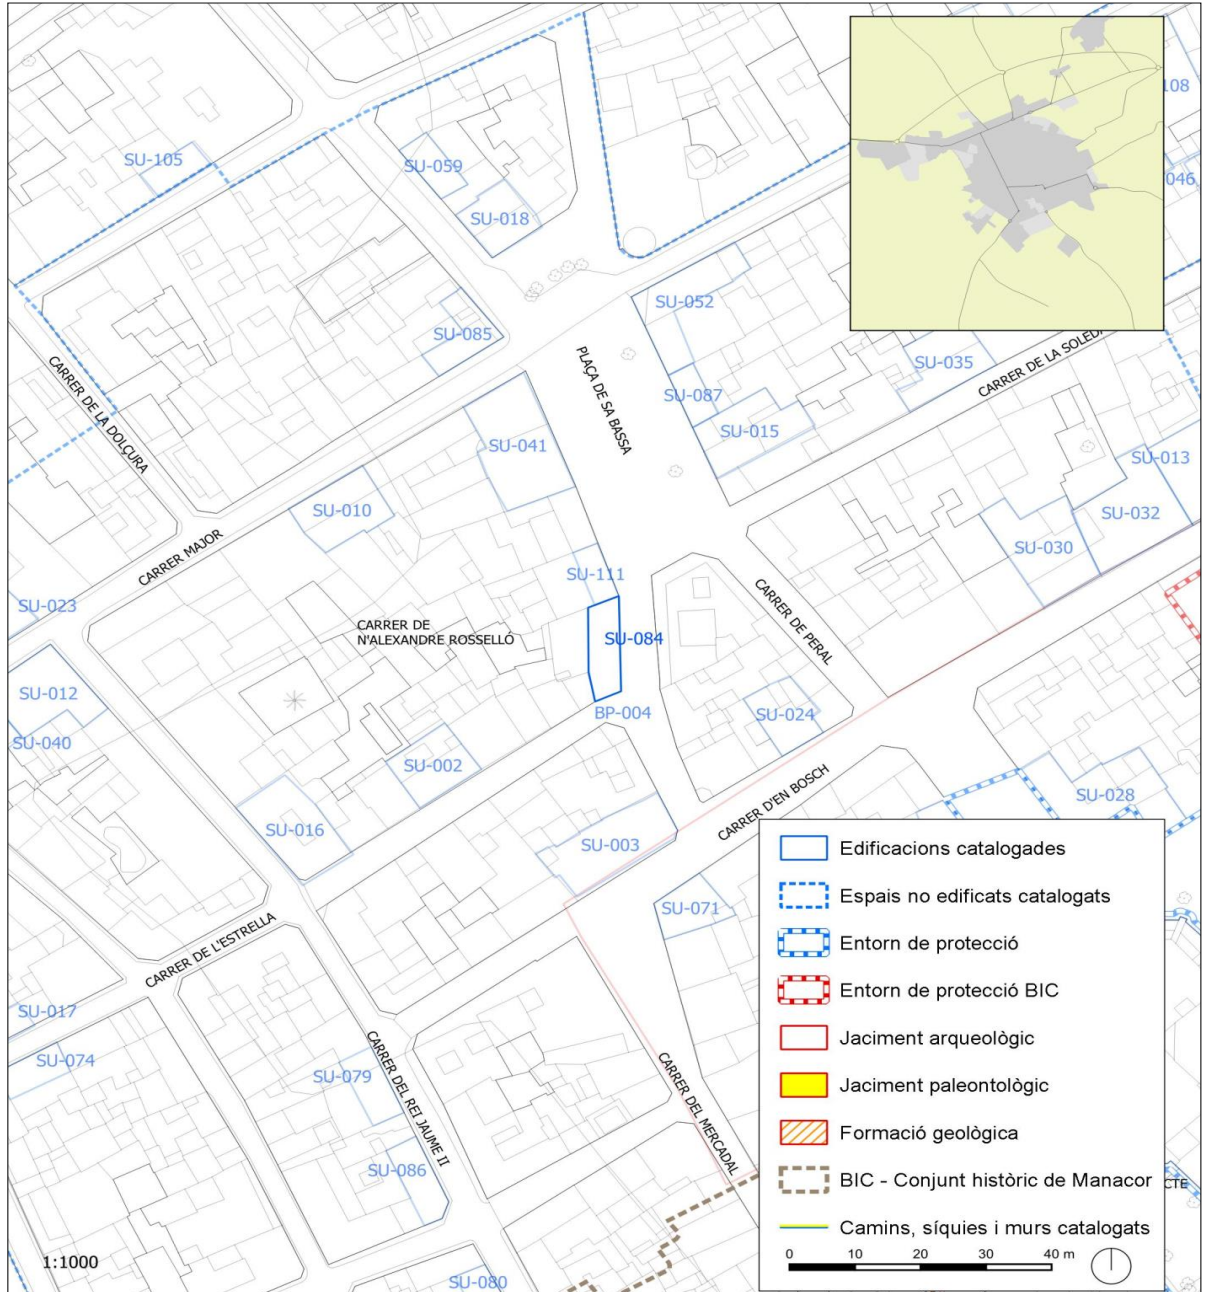 SU-105
SU-059
SU-018
108
046
SU-052
SU-085
PLAÇA DE SA BASSA
SU-087
SU-015
SU-035
CARRER DE LA SOLEDA
CARRER DE LA DOLÇURA
SU-041
SU-010
SU-013
SU-032
SU-030
CARRER MAJOR
SU-111
CARRER DE PERAL
SU-023
CARRER DE
N'ALEXANDRE ROSSELLÓ
SU-084
SU-012
SU-040
BP-004
SU-024
SU-002
SU-016
SU-003
CARRER D'EN BOSCH
SU-028
SU-071
CARRER DE L'ESTRELLA
SU-017
SU-074
SU-079
CARRER DEL REI JAUME II
CARRER DEL MERCADAL
SU-086
SU-080
CTE
Edificacions catalogades
Espais no edificats catalogats
Entorn de protecció
Entorn de protecció BIC
Jaciment arqueològic
Jaciment paleontològic
Formació geològica
BIC - Conjunt històric de Manacor
Camins, síquies i murs catalogats
0 10 20 30 40 m
1:1000